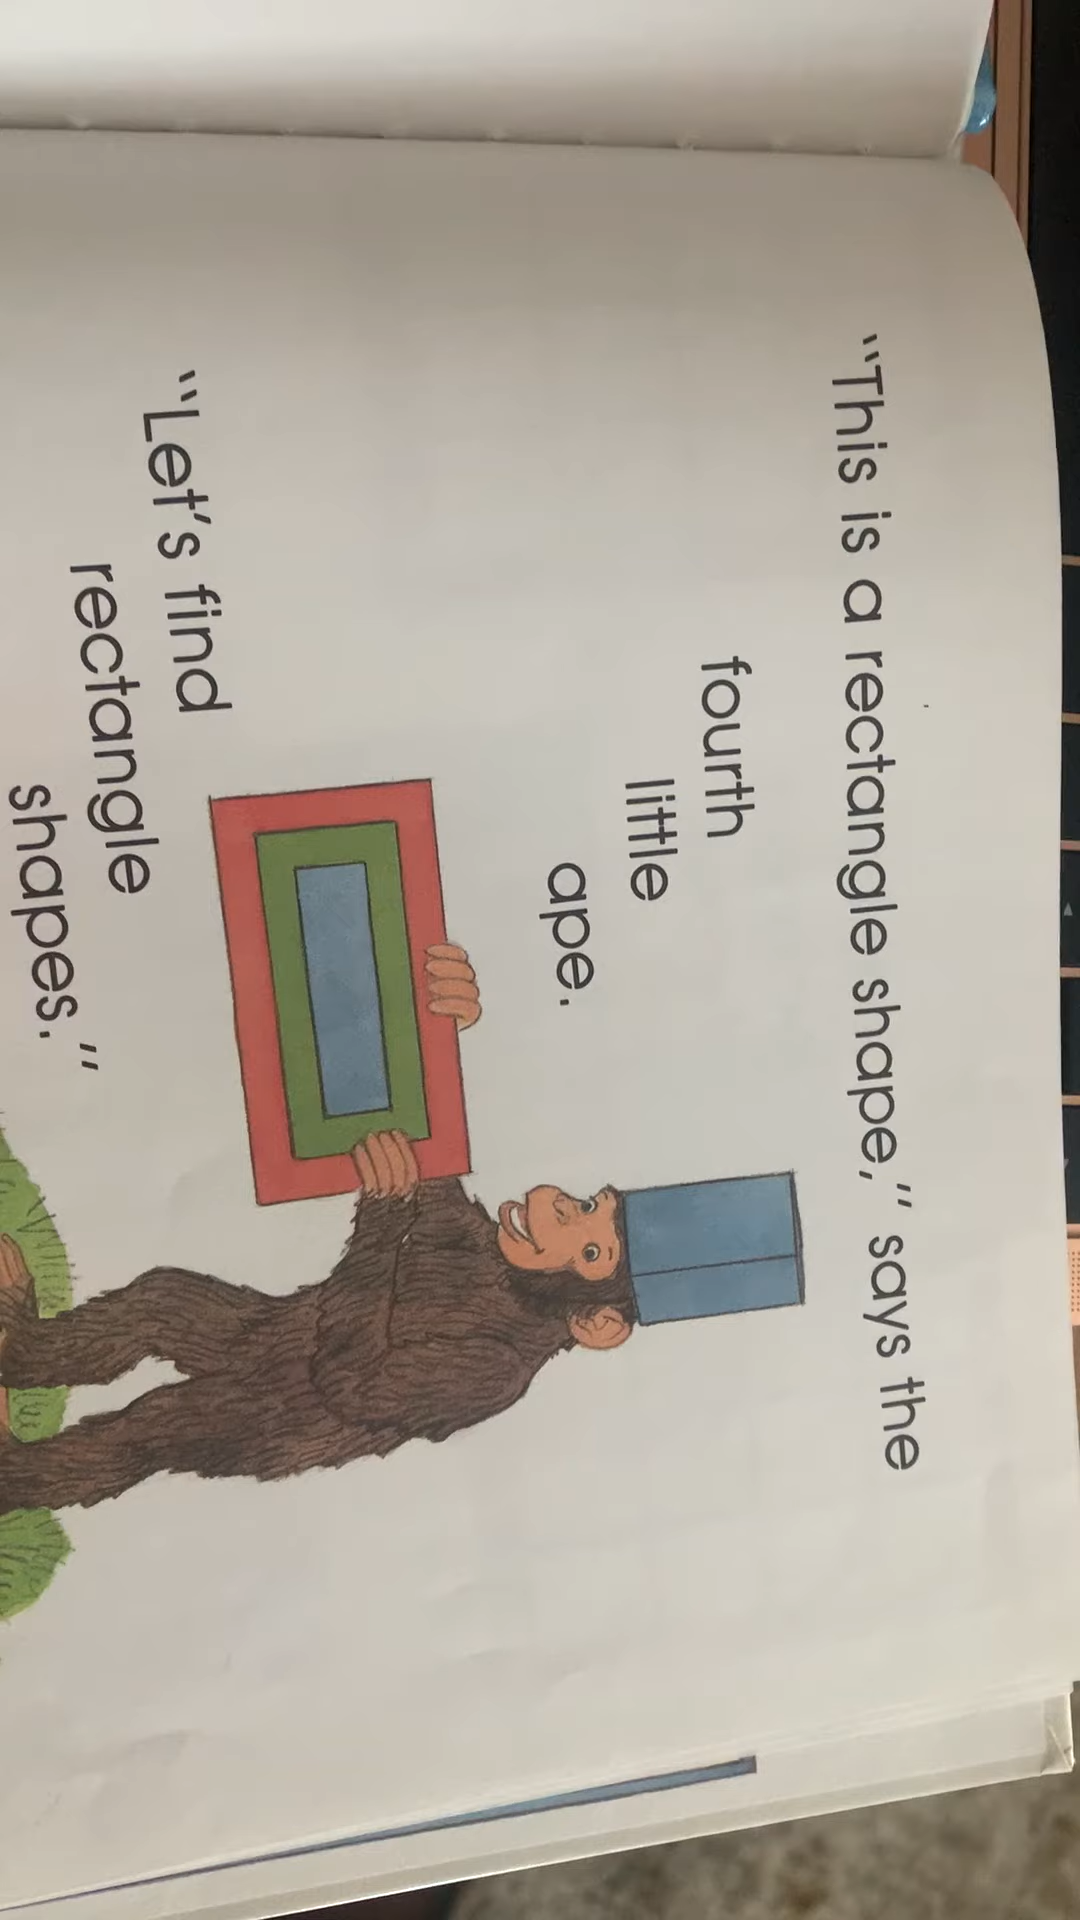 “This is a rectangle shape,” says the
fourth
little
ape.
“Let’s find
rectangle
shapes.”